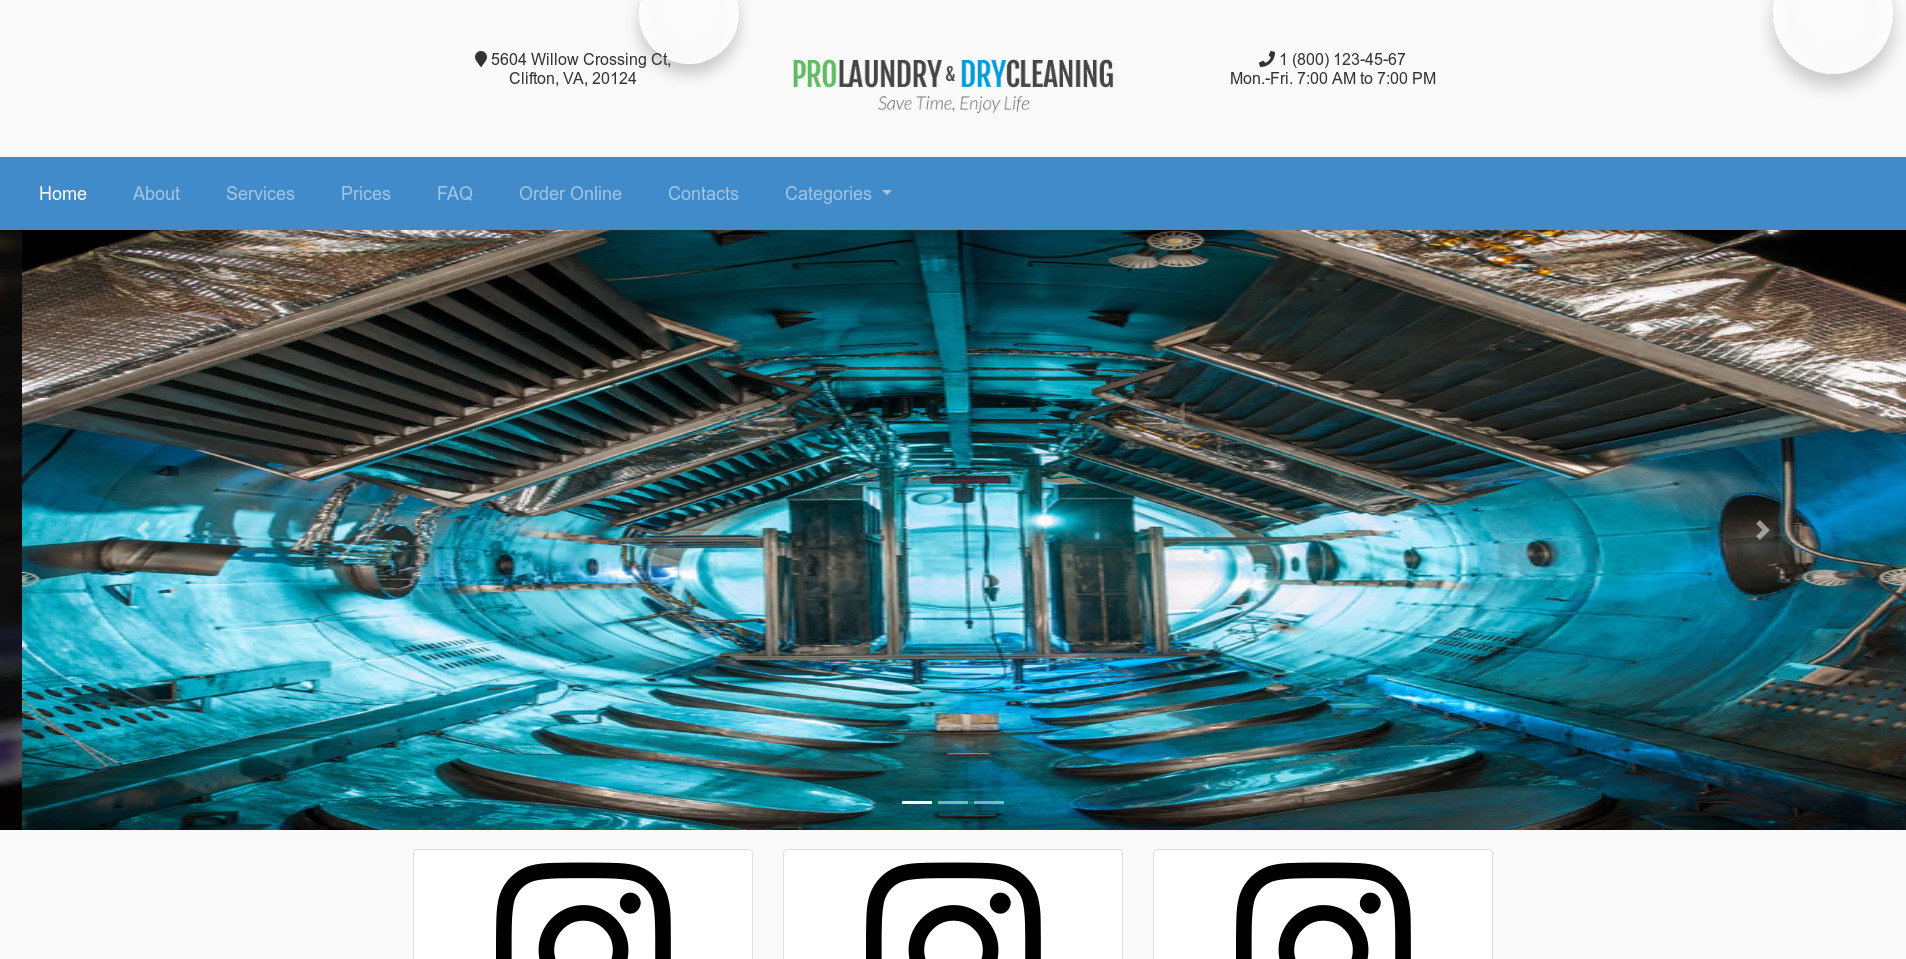 5604 Willow Crossing Ct,
Clifton, VA, 20124
PROLAUNDRY & DRYCLEANING
Save Time, Enjoy Life
1 (800) 123-45-67
Mon.-Fri. 7:00 AM to 7:00 PM
Home
About
Services
Prices
FAQ
Order Online
Contacts
Categories